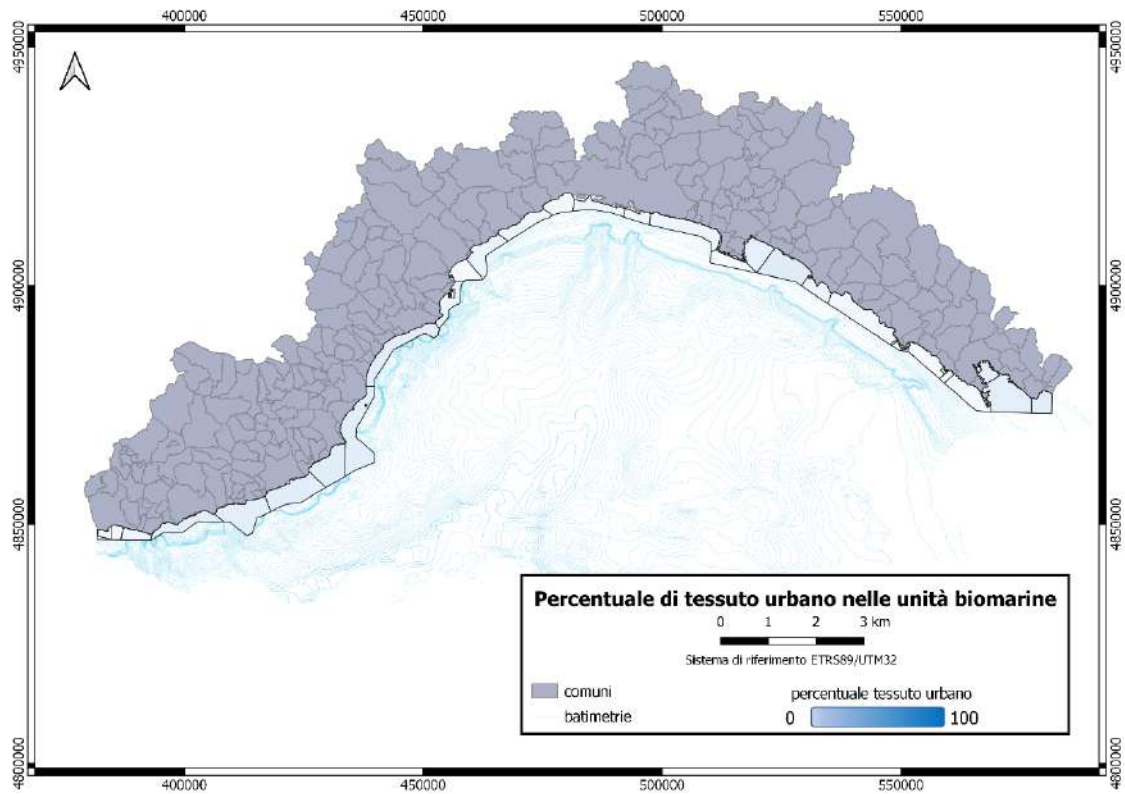 400000 450000 500000 550000
4950000 4950000
4900000 4900000
4850000 4850000
Percentuale di tessuto urbano nelle unità biomarine
0 1 2 3 km
Sistema di riferimento ETRS89/UTM32
comuni
percentuale tessuto urbano
batimetrie
0 100
4800000 4800000
400000 450000 500000 550000